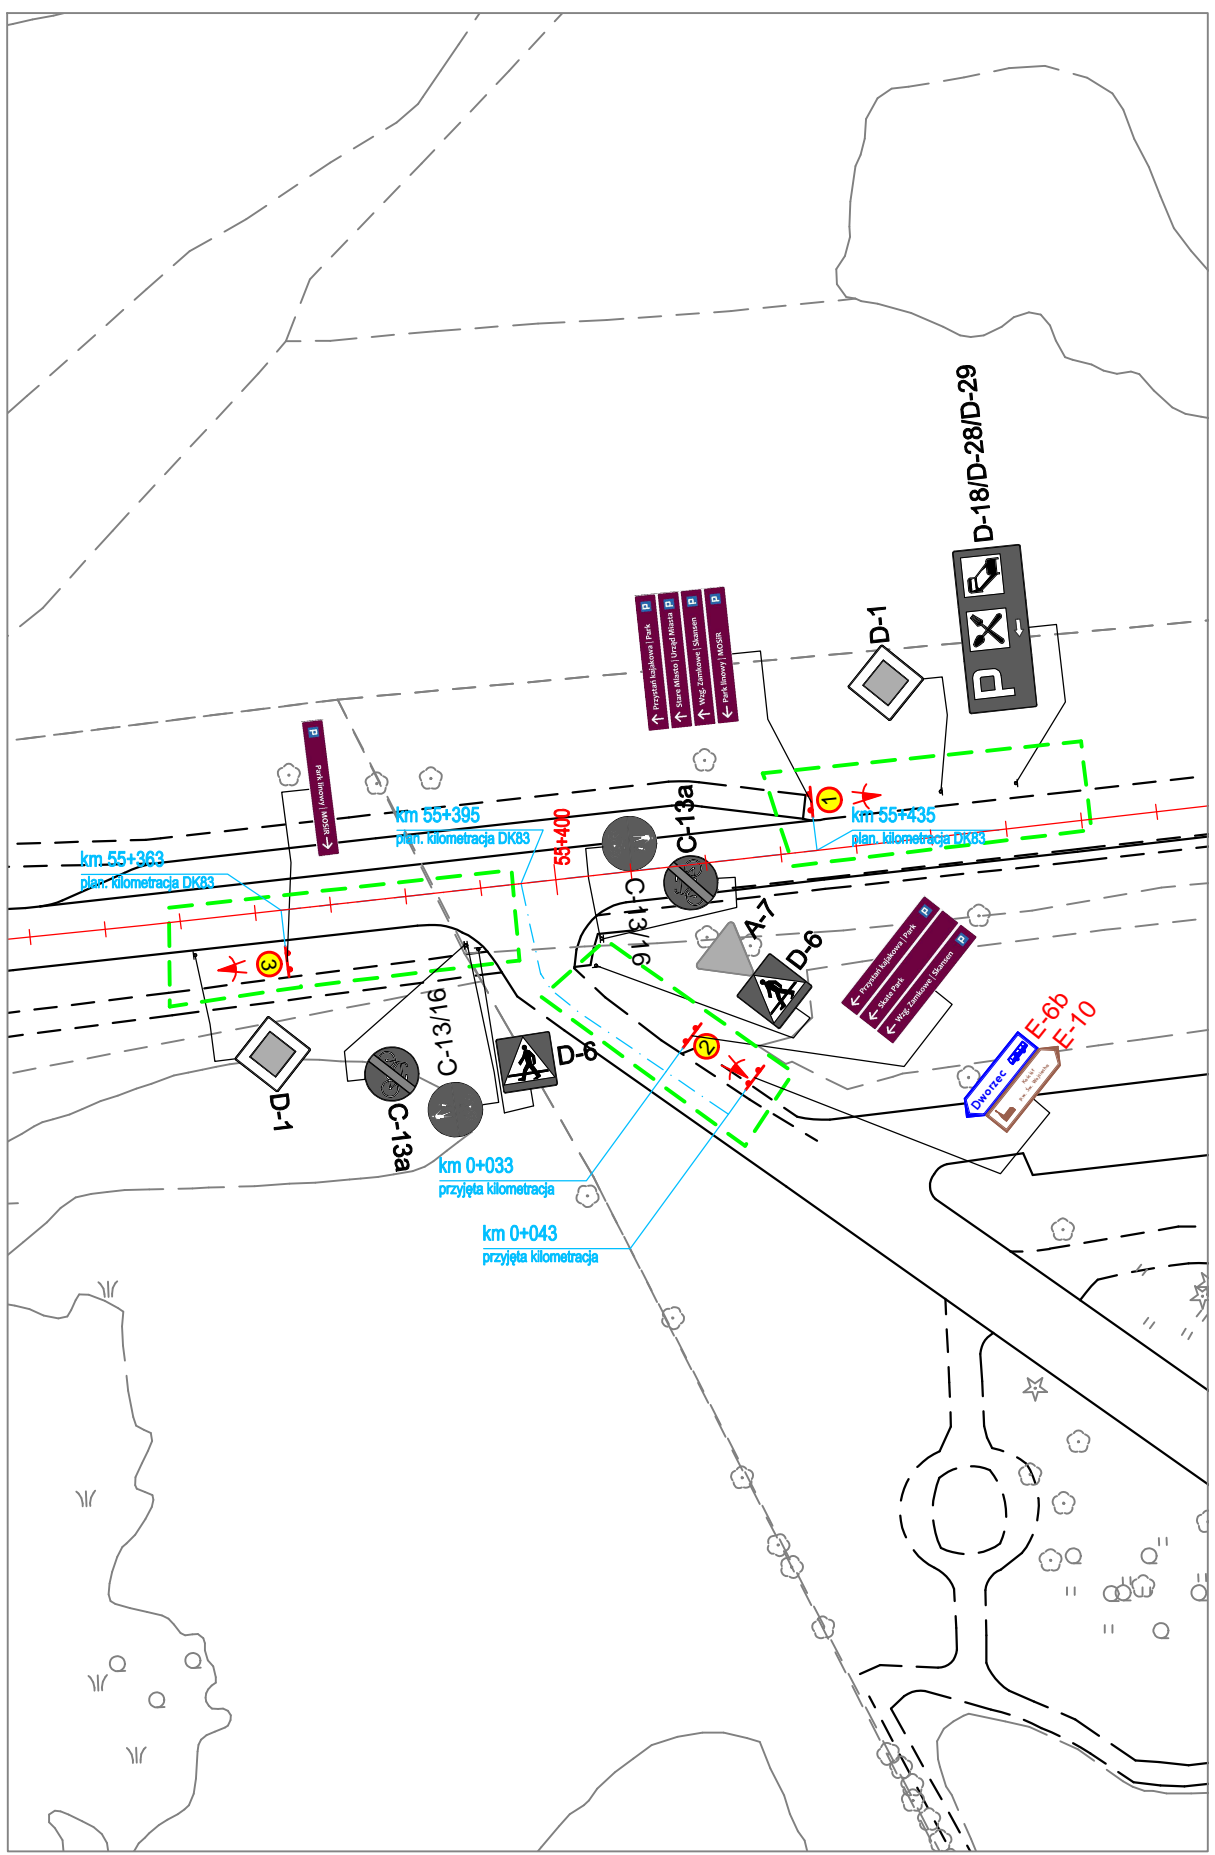 D-18/D-28/D-29
P
D-1
Przystań kajakowa | Park P
Stare Miasto | Urząd Miasta P
Wzg. Zamkowe | Skansen P
Park linowy | MOSiR P
Park linowy | MOSiR P
C-13a
1
km 55+395
plan. kilometracja DK83
55+400
km 55+435
plan. kilometracja DK83
km 55+363
plan. kilometracja DK83
C-13/16
A-7
D-6
Przystań kajakowa | Park P
Skate Park
Wzg. Zamkowe | Skansen P
3
2
C-13/16
D-6
D-1
C-13a
E-6b
E-10
Dworzec
km 0+033
przyjęta kilometracja
km 0+043
przyjęta kilometracja